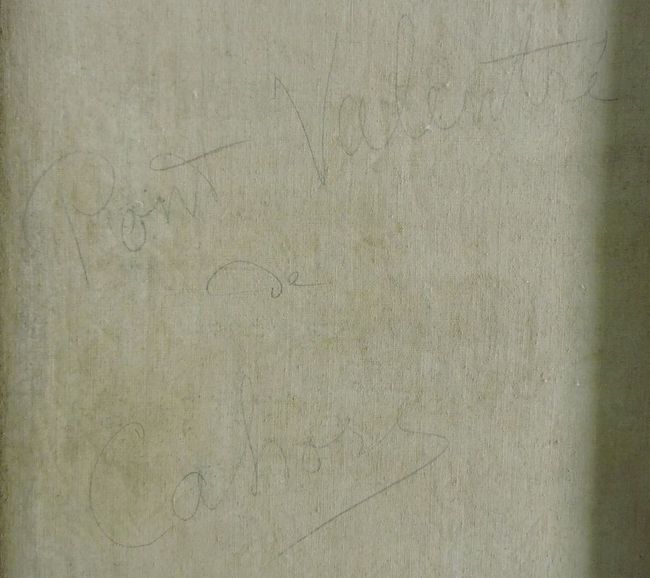 Pont Valentré
de
Cahors